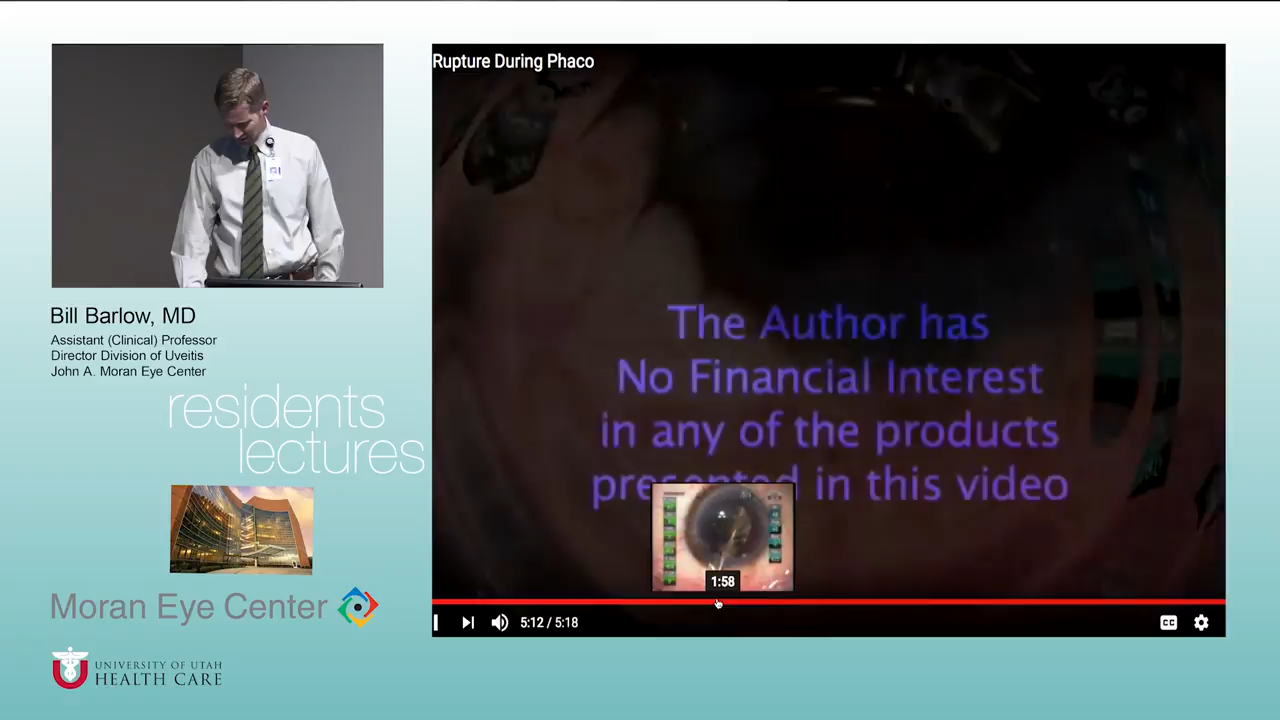 Rupture During Phaco
The Author has
No Financial Interest
in any of the products
presented in this video
1:58
5:12 / 5:18
CC
Bill Barlow, MD
Assistant (Clinical) Professor
Director Division of Uveitis
John A. Moran Eye Center
residents
lectures
Moran Eye Center
UNIVERSITY OF UTAH
HEALTH CARE